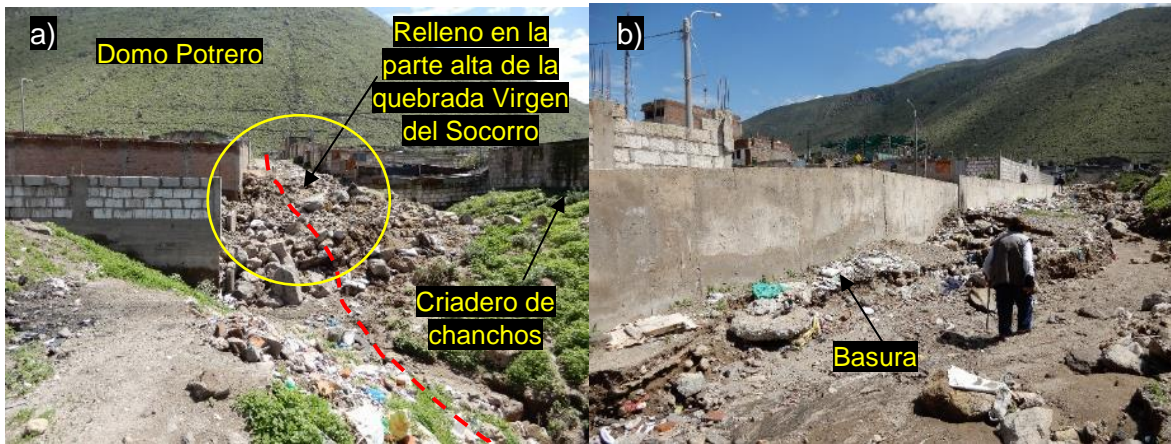 a)
Domo Potrero
Relleno en la
parte alta de la
quebrada Virgen
del Socorro
Criadero de
chanchos
b)
Basura